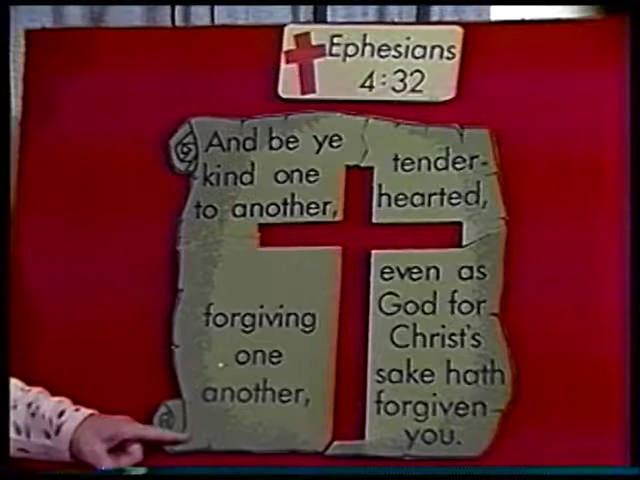 Ephesians
4:32
And be ye
kind one
to another,
tender-
hearted,
forgiving
one
another,
even as
God for
Christ's
sake hath
forgiven
you.